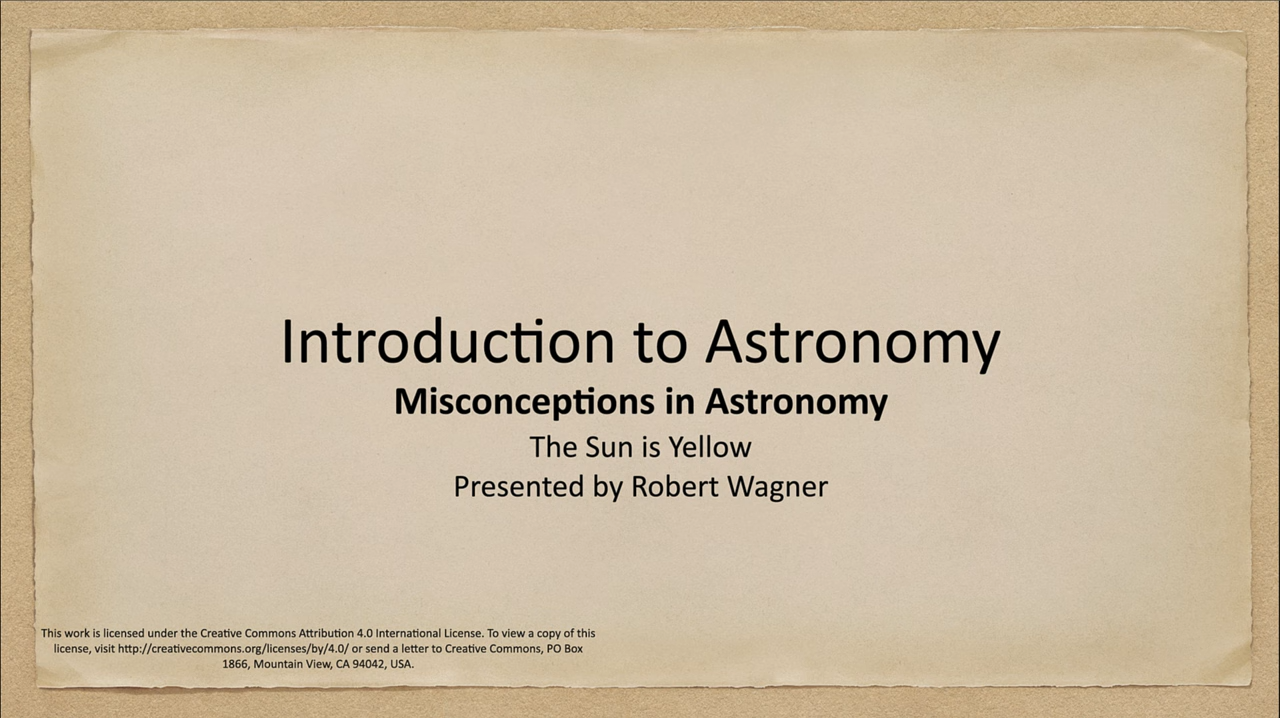 Introduction to Astronomy
Misconceptions in Astronomy
The Sun is Yellow
Presented by Robert Wagner
This work is licensed under the Creative Commons Attribution 4.0 International License. To view a copy of this
license, visit http://creativecommons.org/licenses/by/4.0/ or send a letter to Creative Commons, PO Box
1866, Mountain View, CA 94042, USA.